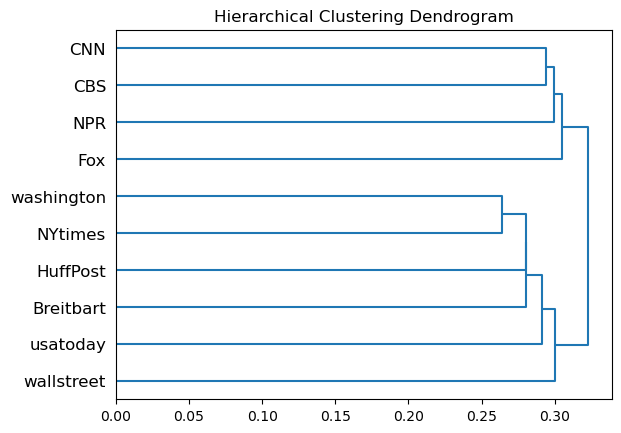 Hierarchical Clustering Dendrogram
CNN
CBS
NPR
Fox
washington
NYtimes
HuffPost
Breitbart
usatoday
wallstreet
0.00 0.05 0.10 0.15 0.20 0.25 0.30